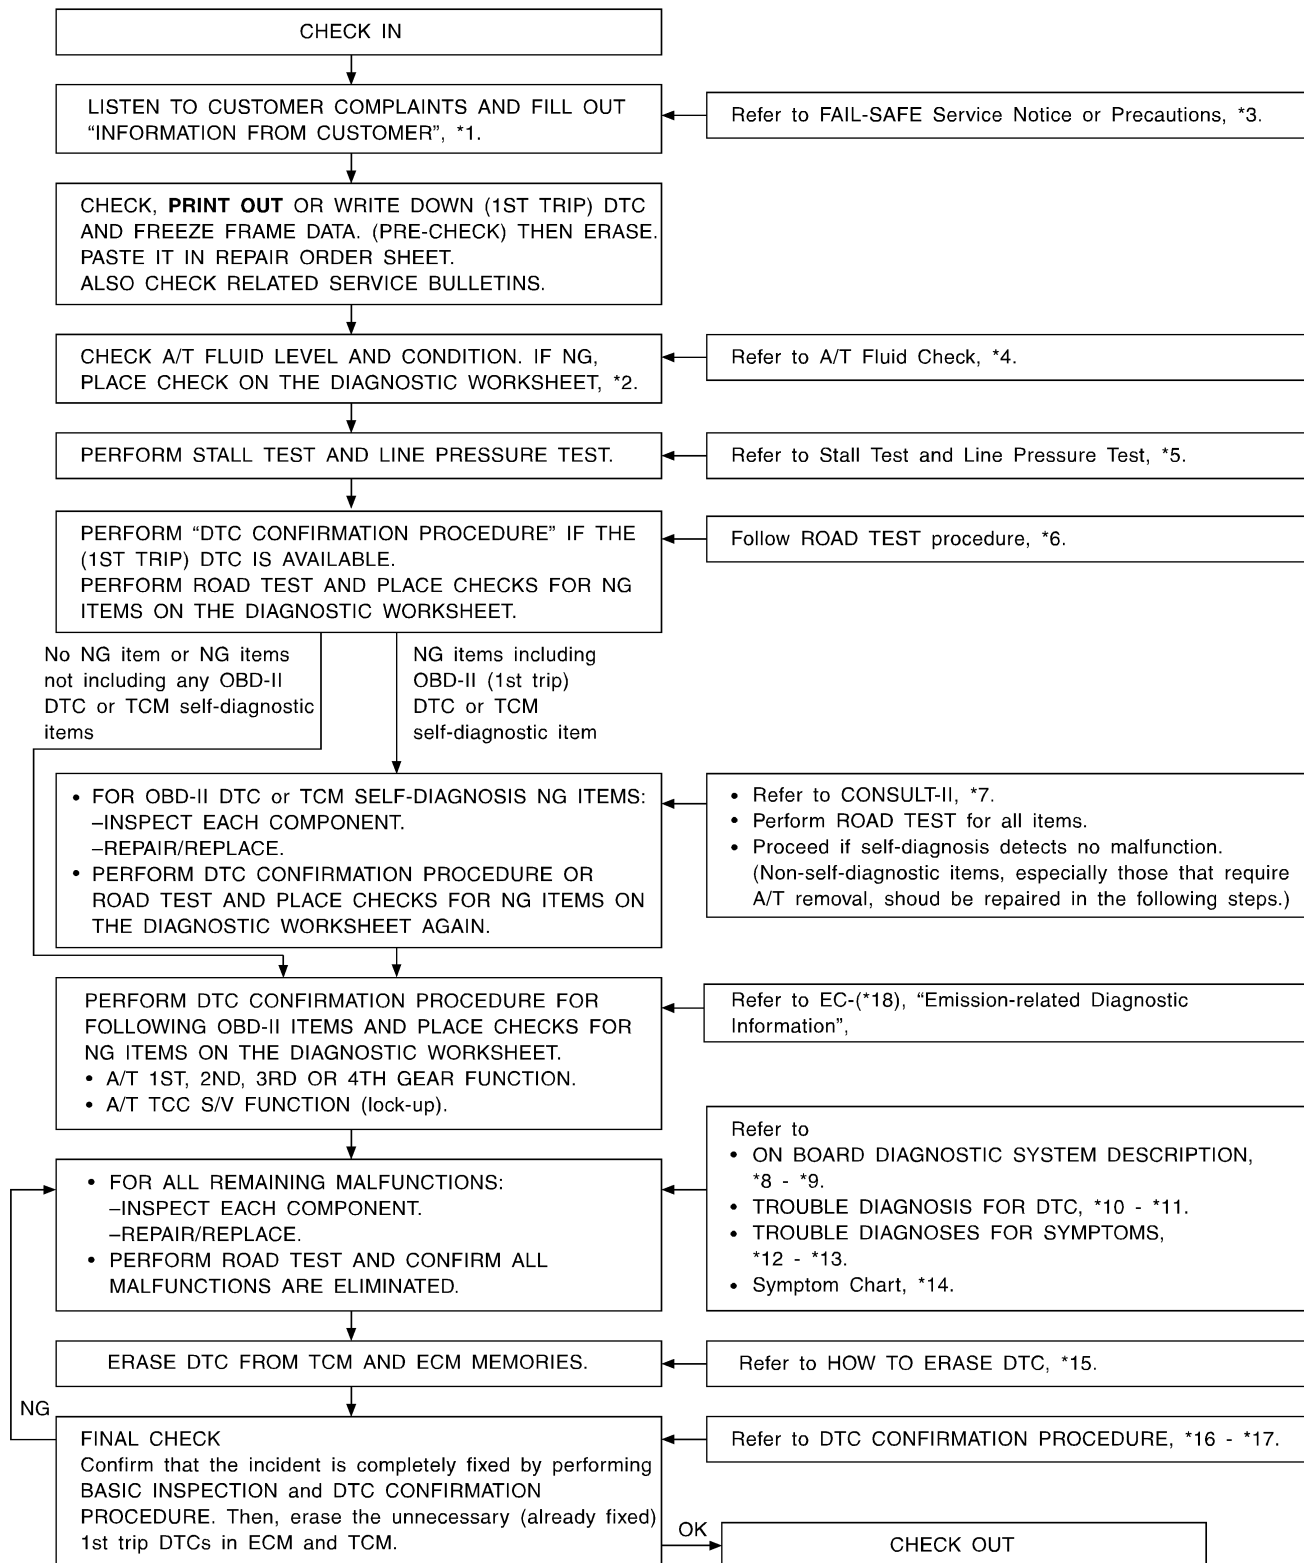 CHECK IN
LISTEN TO CUSTOMER COMPLAINTS AND FILL OUT
“INFORMATION FROM CUSTOMER”, *1.
Refer to FAIL-SAFE Service Notice or Precautions, *3.
CHECK, PRINT OUT OR WRITE DOWN (1ST TRIP) DTC
AND FREEZE FRAME DATA. (PRE-CHECK) THEN ERASE.
PASTE IT IN REPAIR ORDER SHEET.
ALSO CHECK RELATED SERVICE BULLETINS.
CHECK A/T FLUID LEVEL AND CONDITION. IF NG,
PLACE CHECK ON THE DIAGNOSTIC WORKSHEET, *2.
Refer to A/T Fluid Check, *4.
PERFORM STALL TEST AND LINE PRESSURE TEST.
Refer to Stall Test and Line Pressure Test, *5.
PERFORM “DTC CONFIRMATION PROCEDURE” IF THE
(1ST TRIP) DTC IS AVAILABLE.
PERFORM ROAD TEST AND PLACE CHECKS FOR NG
ITEMS ON THE DIAGNOSTIC WORKSHEET.
Follow ROAD TEST procedure, *6.
No NG item or NG items
not including any OBD-II
DTC or TCM self-diagnostic
items
NG items including
OBD-II (1st trip)
DTC or TCM
self-diagnostic item
• FOR OBD-II DTC or TCM SELF-DIAGNOSIS NG ITEMS:
–INSPECT EACH COMPONENT.
–REPAIR/REPLACE.
• PERFORM DTC CONFIRMATION PROCEDURE OR
ROAD TEST AND PLACE CHECKS FOR NG ITEMS ON
THE DIAGNOSTIC WORKSHEET AGAIN.
• Refer to CONSULT-II, *7.
• Perform ROAD TEST for all items.
• Proceed if self-diagnosis detects no malfunction.
(Non-self-diagnostic items, especially those that require
A/T removal, shoud be repaired in the following steps.)
PERFORM DTC CONFIRMATION PROCEDURE FOR
FOLLOWING OBD-II ITEMS AND PLACE CHECKS FOR
NG ITEMS ON THE DIAGNOSTIC WORKSHEET.
• A/T 1ST, 2ND, 3RD OR 4TH GEAR FUNCTION.
• A/T TCC S/V FUNCTION (lock-up).
Refer to EC-(*18), “Emission-related Diagnostic
Information”,
• FOR ALL REMAINING MALFUNCTIONS:
–INSPECT EACH COMPONENT.
–REPAIR/REPLACE.
• PERFORM ROAD TEST AND CONFIRM ALL
MALFUNCTIONS ARE ELIMINATED.
Refer to
• ON BOARD DIAGNOSTIC SYSTEM DESCRIPTION,
*8 - *9.
• TROUBLE DIAGNOSIS FOR DTC, *10 - *11.
• TROUBLE DIAGNOSES FOR SYMPTOMS,
*12 - *13.
• Symptom Chart, *14.
ERASE DTC FROM TCM AND ECM MEMORIES.
Refer to HOW TO ERASE DTC, *15.
NG
FINAL CHECK
Confirm that the incident is completely fixed by performing
BASIC INSPECTION and DTC CONFIRMATION
PROCEDURE. Then, erase the unnecessary (already fixed)
1st trip DTCs in ECM and TCM.
Refer to DTC CONFIRMATION PROCEDURE, *16 - *17.
OK
CHECK OUT